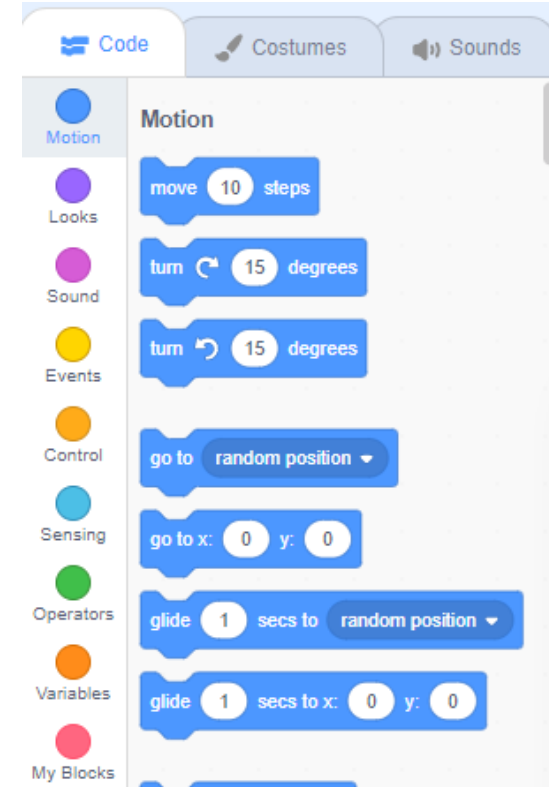 Code
Costumes
Sounds
Motion
Looks
Sound
Events
Control
Sensing
Operators
Variables
My Blocks
Motion
move 10 steps
turn 15 degrees
turn 15 degrees
go to random position
go to x: 0 y: 0
glide 1 secs to random position
glide 1 secs to x: 0 y: 0